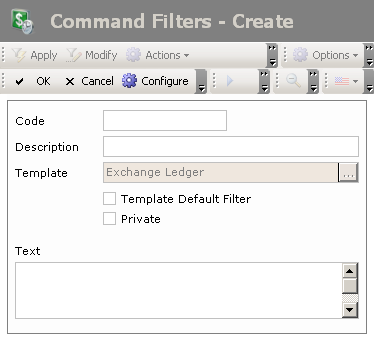 Command Filters - Create
Apply Modify Actions Options
OK Cancel Configure
Code
Description
Template Exchange Ledger ...
Template Default Filter
Private
Text